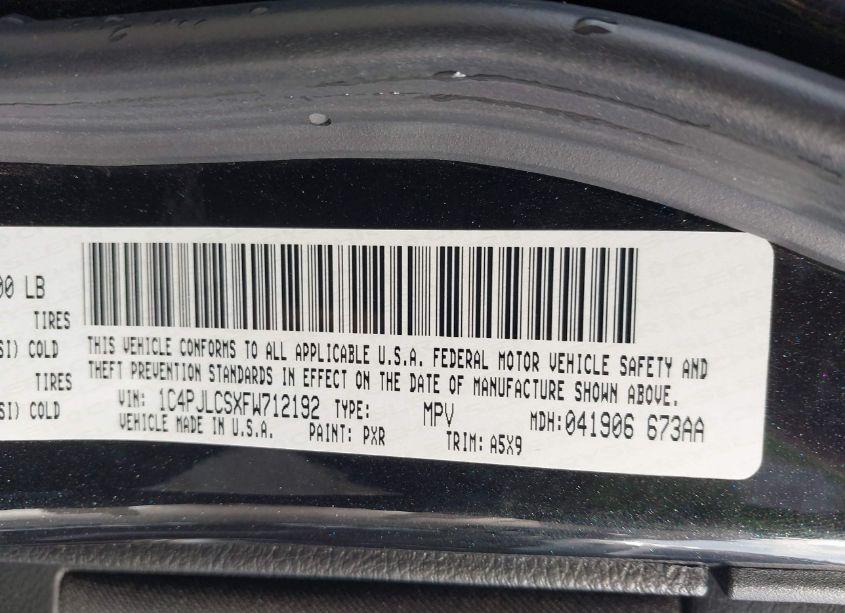 00 LB
TIRES
SI) COLD
TIRES
SI) COLD
THIS VEHICLE CONFORMS TO ALL APPLICABLE U.S.A. FEDERAL MOTOR VEHICLE SAFETY AND
THEFT PREVENTION STANDARDS IN EFFECT ON THE DATE OF MANUFACTURE SHOWN ABOVE.
VIN: 1C4PJLCSXFW712192 TYPE: MPV MDH:041906 673AA
VEHICLE MADE IN U.S.A. PAINT: PXR TRIM: A5X9